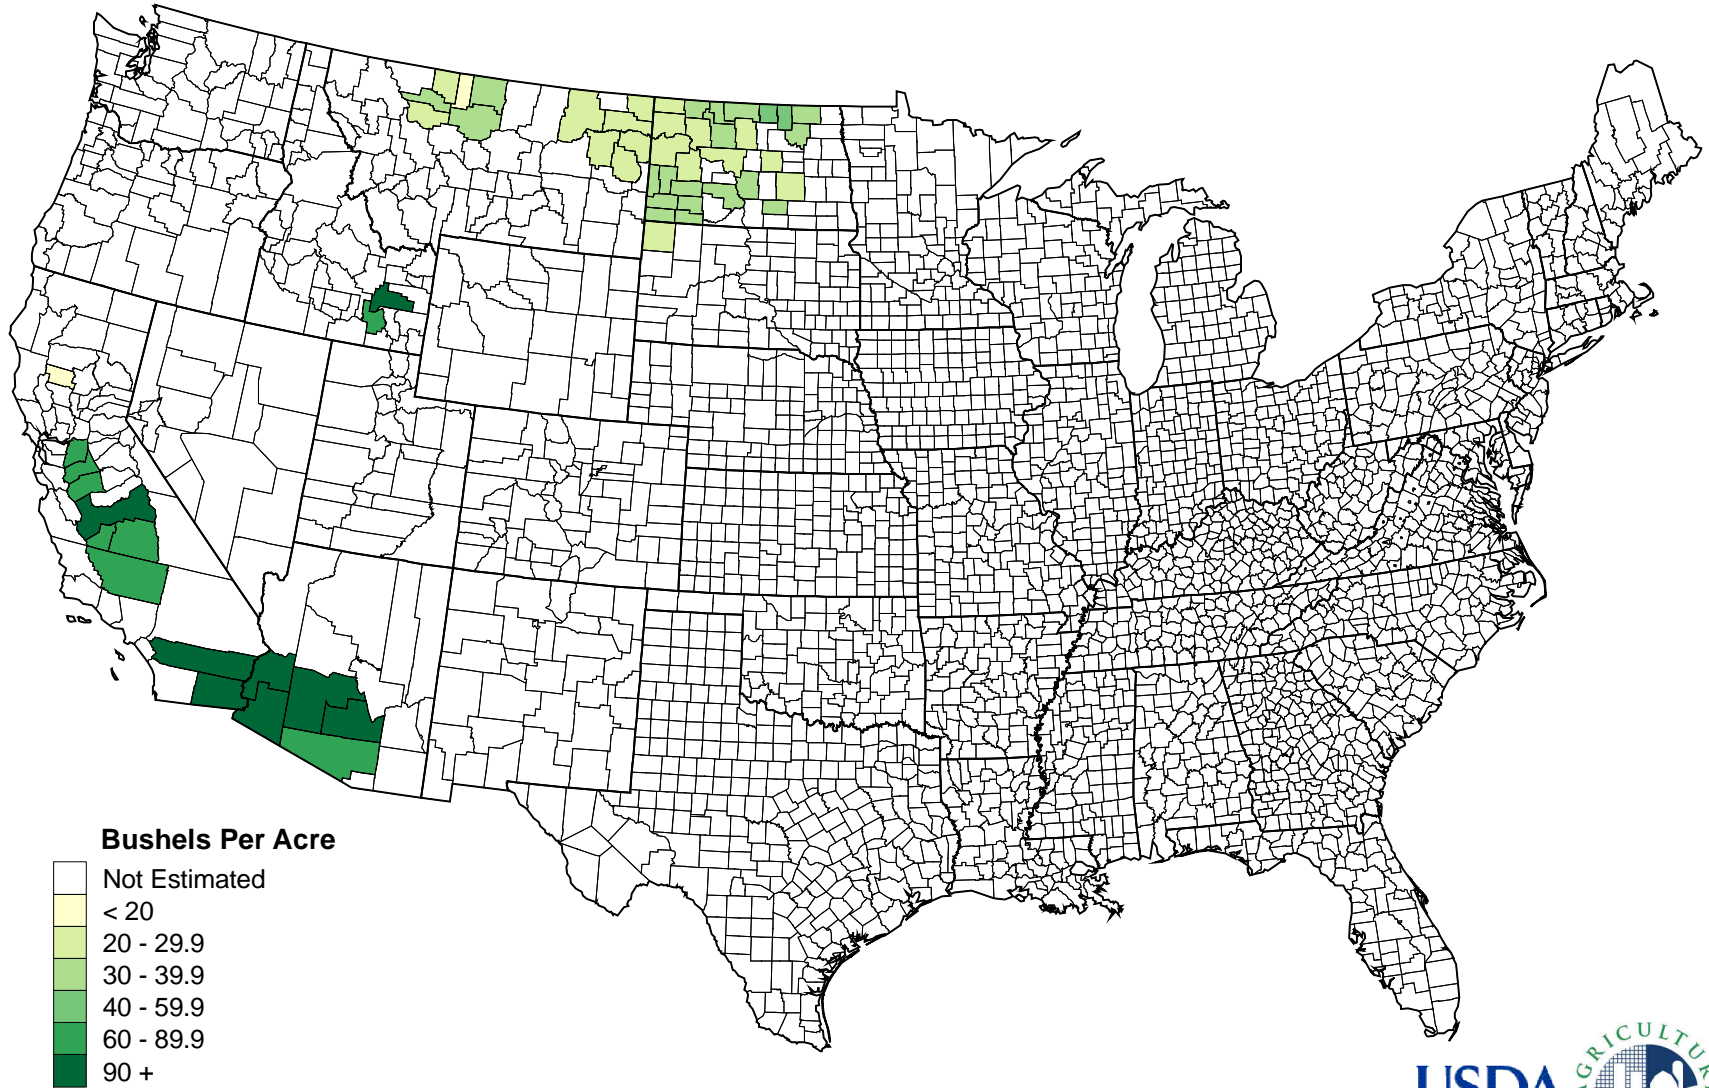 Bushels Per Acre
Not Estimated
< 20
20 - 29.9
30 - 39.9
40 - 59.9
60 - 89.9
90 +
USDA
AGRICULTU